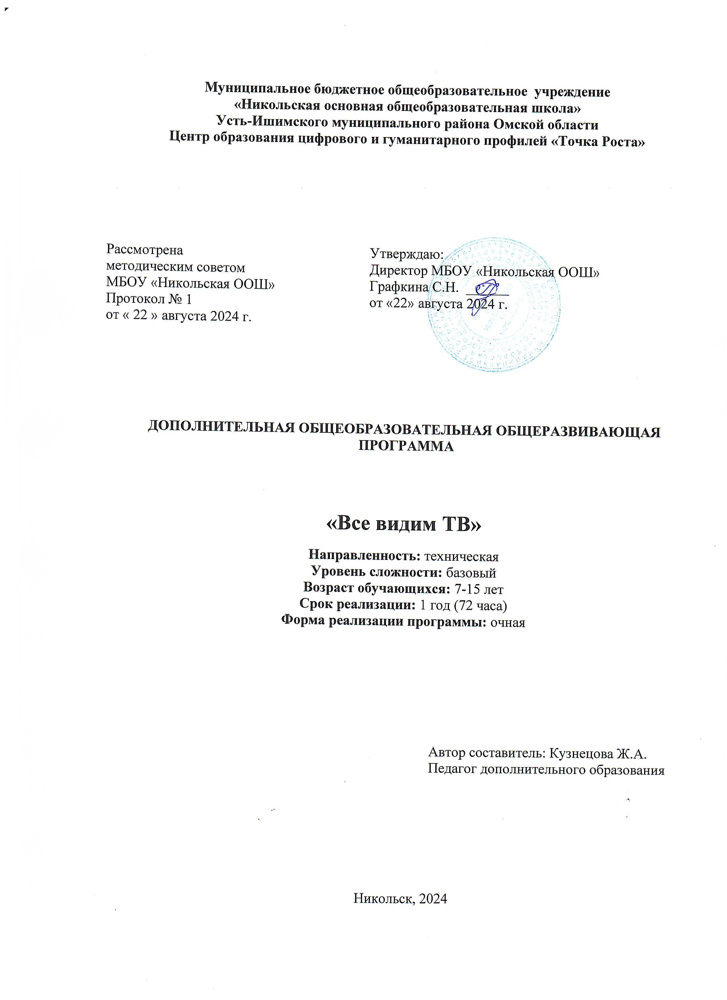 Муниципальное бюджетное общеобразовательное учреждение
«Никольская основная общеобразовательная школа»
Усть-Ишимского муниципального района Омской области
Центр образования цифрового и гуманитарного профилей «Точка Роста»
Рассмотрена
методическим советом
МБОУ «Никольская ООШ»
Протокол № 1
от « 22 » августа 2024 г.
Утверждаю:
Директор МБОУ «Никольская ООШ»
Графкина С.Н. ______
от «22» августа 2024 г.
ДОПОЛНИТЕЛЬНАЯ ОБЩЕОБРАЗОВАТЕЛЬНАЯ ОБЩЕРАЗВИВАЮЩАЯ
ПРОГРАММА
«Все видим ТВ»
Направленность: техническая
Уровень сложности: базовый
Возраст обучающихся: 7-15 лет
Срок реализации: 1 год (72 часа)
Форма реализации программы: очная
Автор составитель: Кузнецова Ж.А.
Педагог дополнительного образования
Никольск, 2024